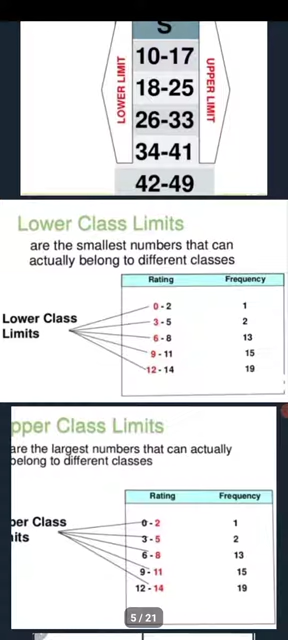 S
LOWER LIMIT
UPPER LIMIT
10-17
18-25
26-33
34-41
42-49
Lower Class Limits
are the smallest numbers that can
actually belong to different classes
Rating Frequency
Lower Class
Limits
0 - 2 1
3 - 5 2
6 - 8 13
9 - 11 15
12 - 14 19
pper Class Limits
are the largest numbers that can actually
belong to different classes
Rating Frequency
per Class
its
0 - 2 1
3 - 5 2
6 - 8 13
9 - 11 15
12 - 14 19
5 / 21